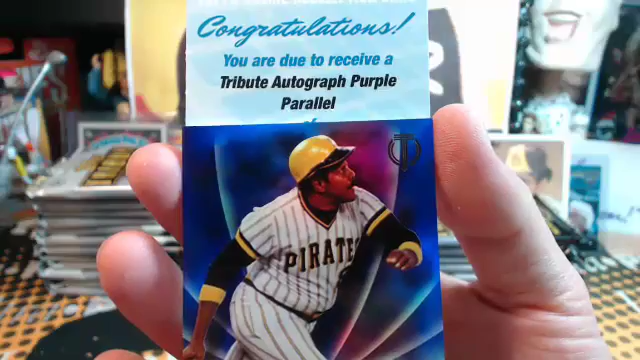 Congratulations!
You are due to receive a
Tribute Autograph Purple
Parallel
PIRATES